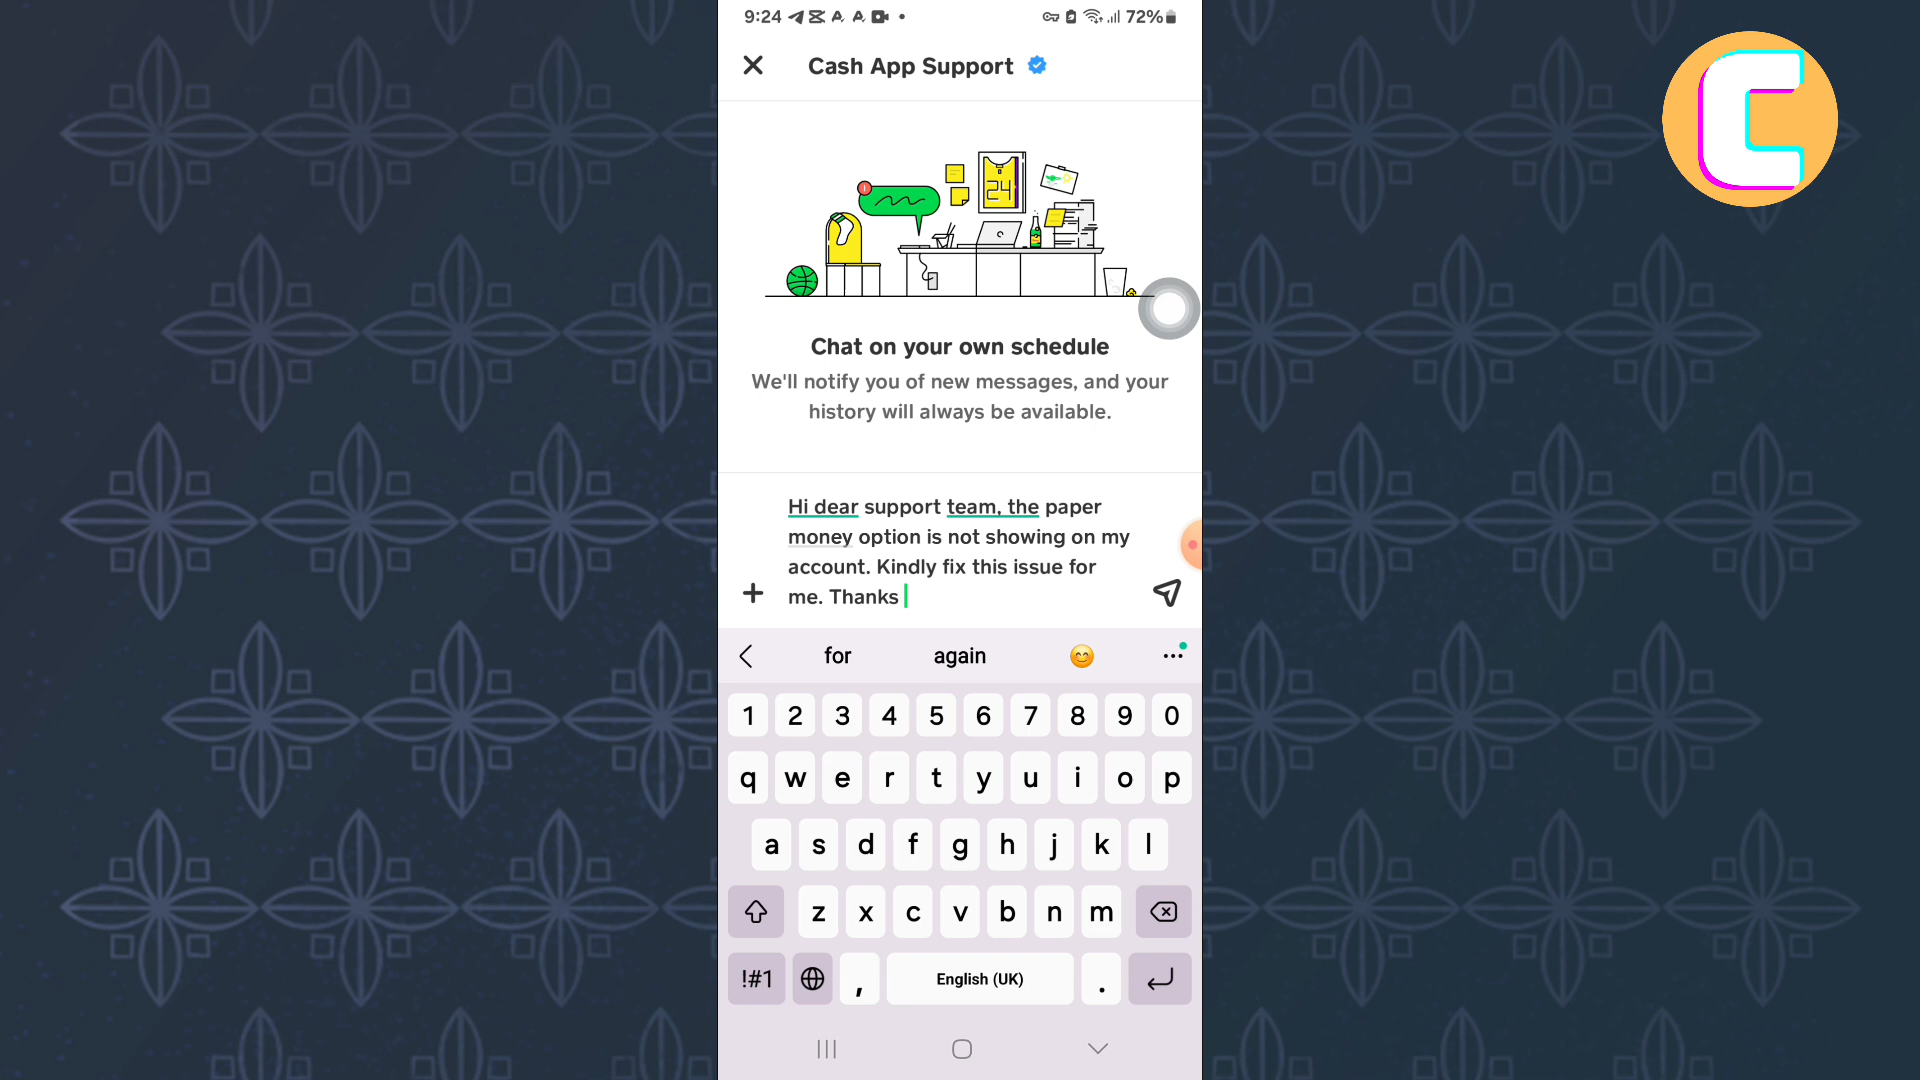 9:24
72%
Cash App Support
24
Chat on your own schedule
We'll notify you of new messages, and your
history will always be available.
Hi dear support team, the paper
money option is not showing on my
account. Kindly fix this issue for
me. Thanks
for again
1 2 3 4 5 6 7 8 9 0
q w e r t y u i o p
a s d f g h j k l
z x c v b n m
!#1 , English (UK) .
C